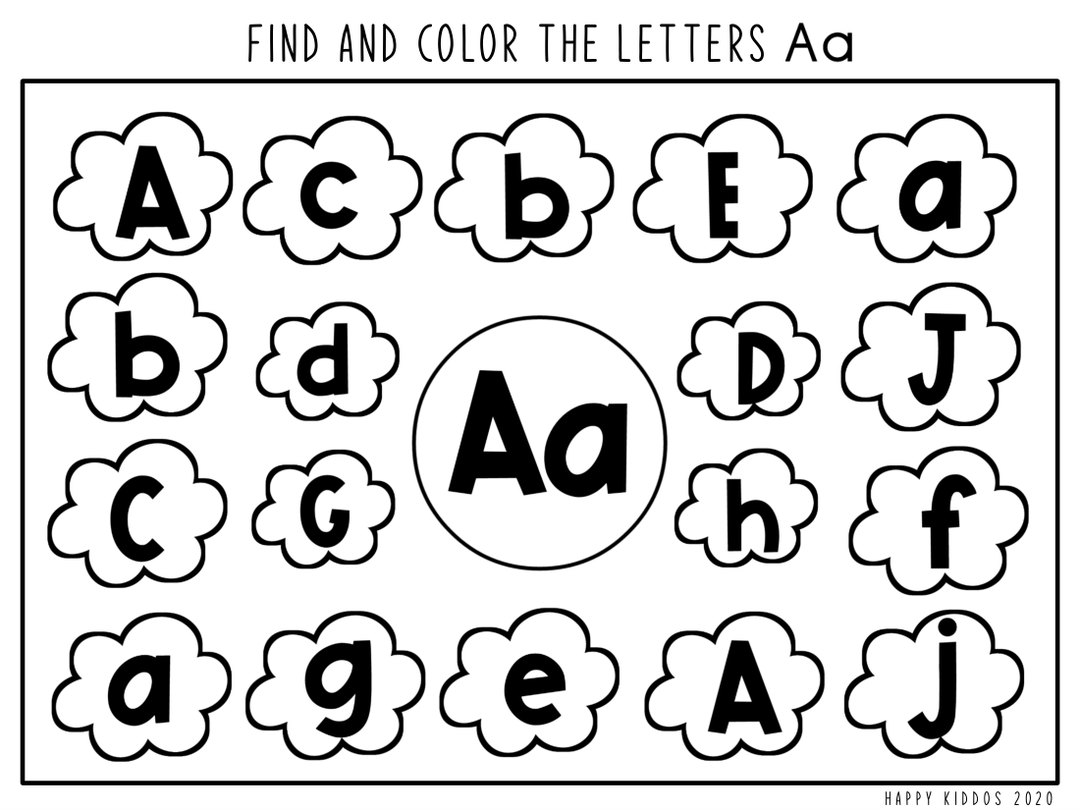 FIND AND COLOR THE LETTERS Aa
A c b E a
b d D J
Aa
C G h f
a g e A j
HAPPY KIDDOS 2020